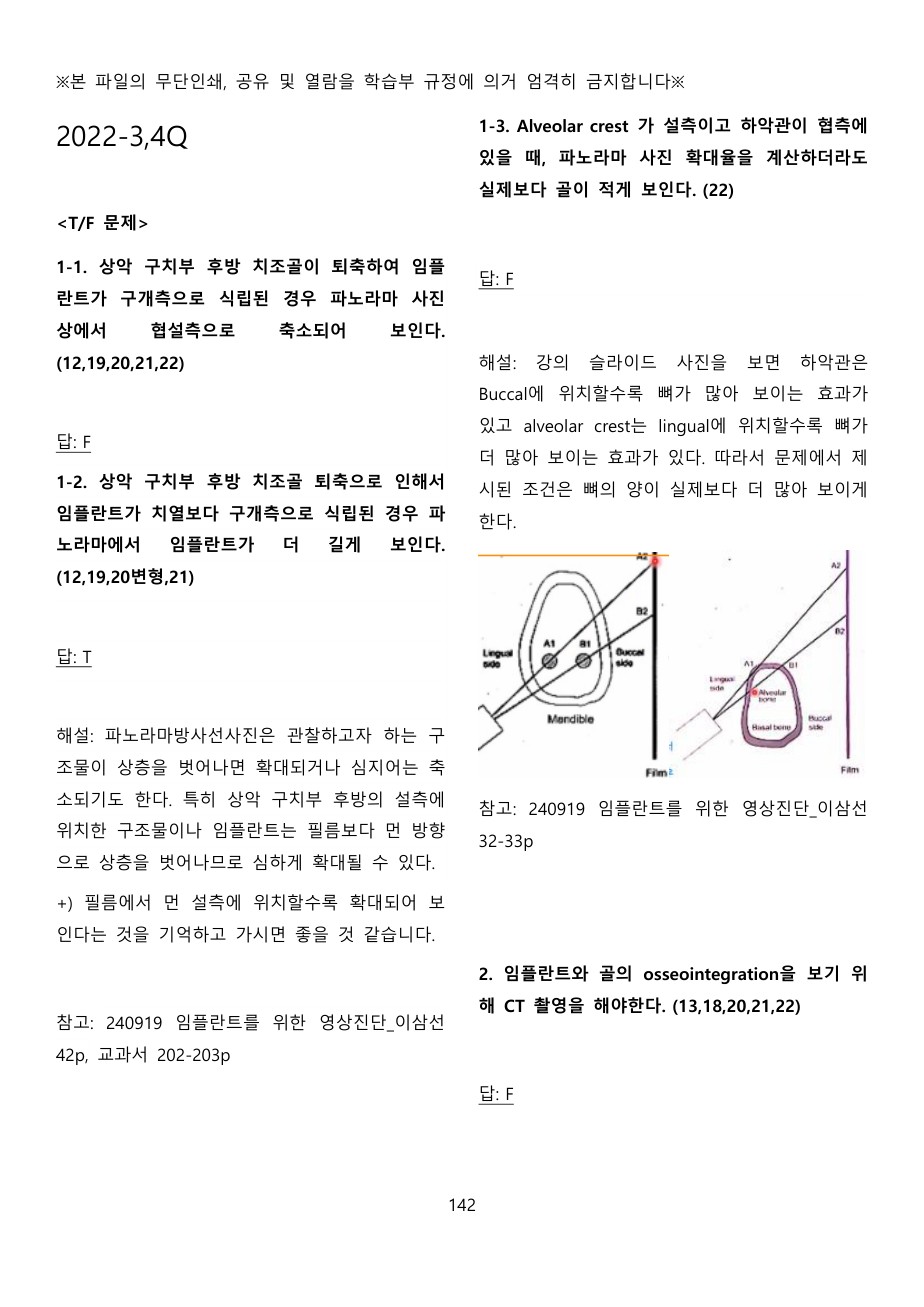 ※본 파일의 무단인쇄, 공유 및 열람을 학습부 규정에 의거 엄격히 금지합니다※
2022-3,4Q
<T/F 문제>
1-1. 상악 구치부 후방 치조골이 퇴축하여 임플
란트가 구개측으로 식립된 경우 파노라마 사진
상에서 협설측으로 축소되어 보인다.
(12,19,20,21,22)
답: F
1-2. 상악 구치부 후방 치조골 퇴축으로 인해서
임플란트가 치열보다 구개측으로 식립된 경우 파
노라마에서 임플란트가 더 길게 보인다.
(12,19,20변형,21)
답: T
해설: 파노라마방사선사진은 관찰하고자 하는 구
조물이 상층을 벗어나면 확대되거나 심지어는 축
소되기도 한다. 특히 상악 구치부 후방의 설측에
위치한 구조물이나 임플란트는 필름보다 먼 방향
으로 상층을 벗어나므로 심하게 확대될 수 있다.
+) 필름에서 먼 설측에 위치할수록 확대되어 보
인다는 것을 기억하고 가시면 좋을 것 같습니다.
참고: 240919 임플란트를 위한 영상진단_이삼선
42p, 교과서 202-203p
1-3. Alveolar crest 가 설측이고 하악관이 협측에
있을 때, 파노라마 사진 확대율을 계산하더라도
실제보다 골이 적게 보인다. (22)
답: F
해설: 강의 슬라이드 사진을 보면 하악관은
Buccal에 위치할수록 뼈가 많아 보이는 효과가
있고 alveolar crest는 lingual에 위치할수록 뼈가
더 많아 보이는 효과가 있다. 따라서 문제에서 제
시된 조건은 뼈의 양이 실제보다 더 많아 보이게
한다.
A2
B2
A1
B1
Lingual
side
Buccal
side
Mandible
Film
A2
B2
A1
B1
Lingual
side
Alveolar
bone
Basal bone
Buccal
side
Film
참고: 240919 임플란트를 위한 영상진단_이삼선
32-33p
2. 임플란트와 골의 osseointegration을 보기 위
해 CT 촬영을 해야한다. (13,18,20,21,22)
답: F
142